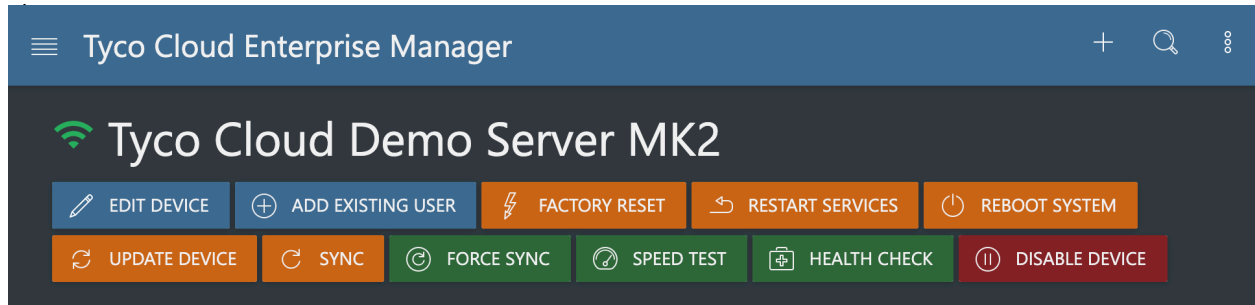 Tyco Cloud Enterprise Manager
Tyco Cloud Demo Server MK2
EDIT DEVICE ADD EXISTING USER FACTORY RESET RESTART SERVICES REBOOT SYSTEM
UPDATE DEVICE SYNC FORCE SYNC SPEED TEST HEALTH CHECK DISABLE DEVICE